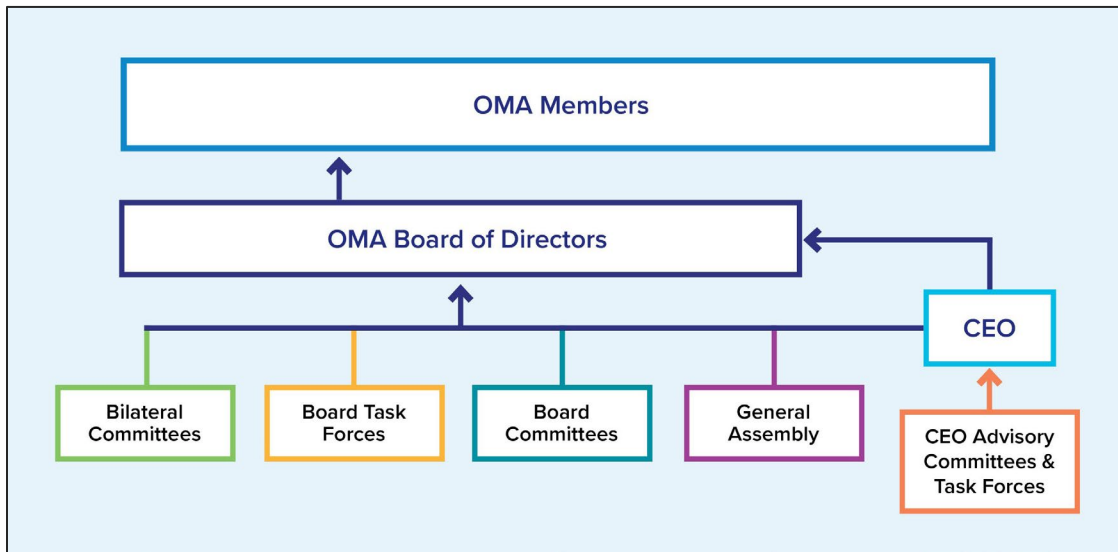 OMA Members
OMA Board of Directors
CEO
Bilateral
Committees
Board Task
Forces
Board
Committees
General
Assembly
CEO Advisory
Committees &
Task Forces